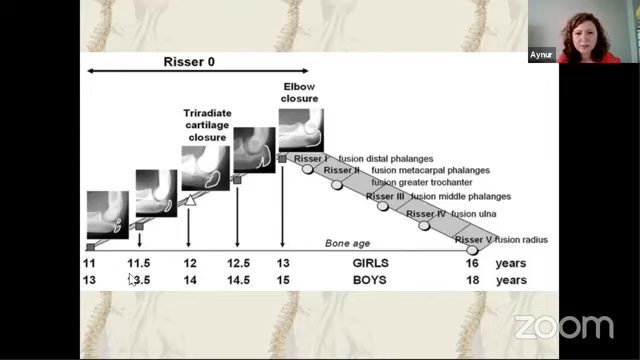 Aynur
Risser 0
Elbow
closure
Triradiate
cartilage
closure
Risser I fusion distal phalanges
Risser II fusion metacarpal phalanges
fusion greater trochanter
Risser III fusion middle phalanges
Risser IV fusion ulna
Risser V fusion radius
Bone age
11 11.5 12 12.5 13 GIRLS 16 years
13 13.5 14 14.5 15 BOYS 18 years
zoom